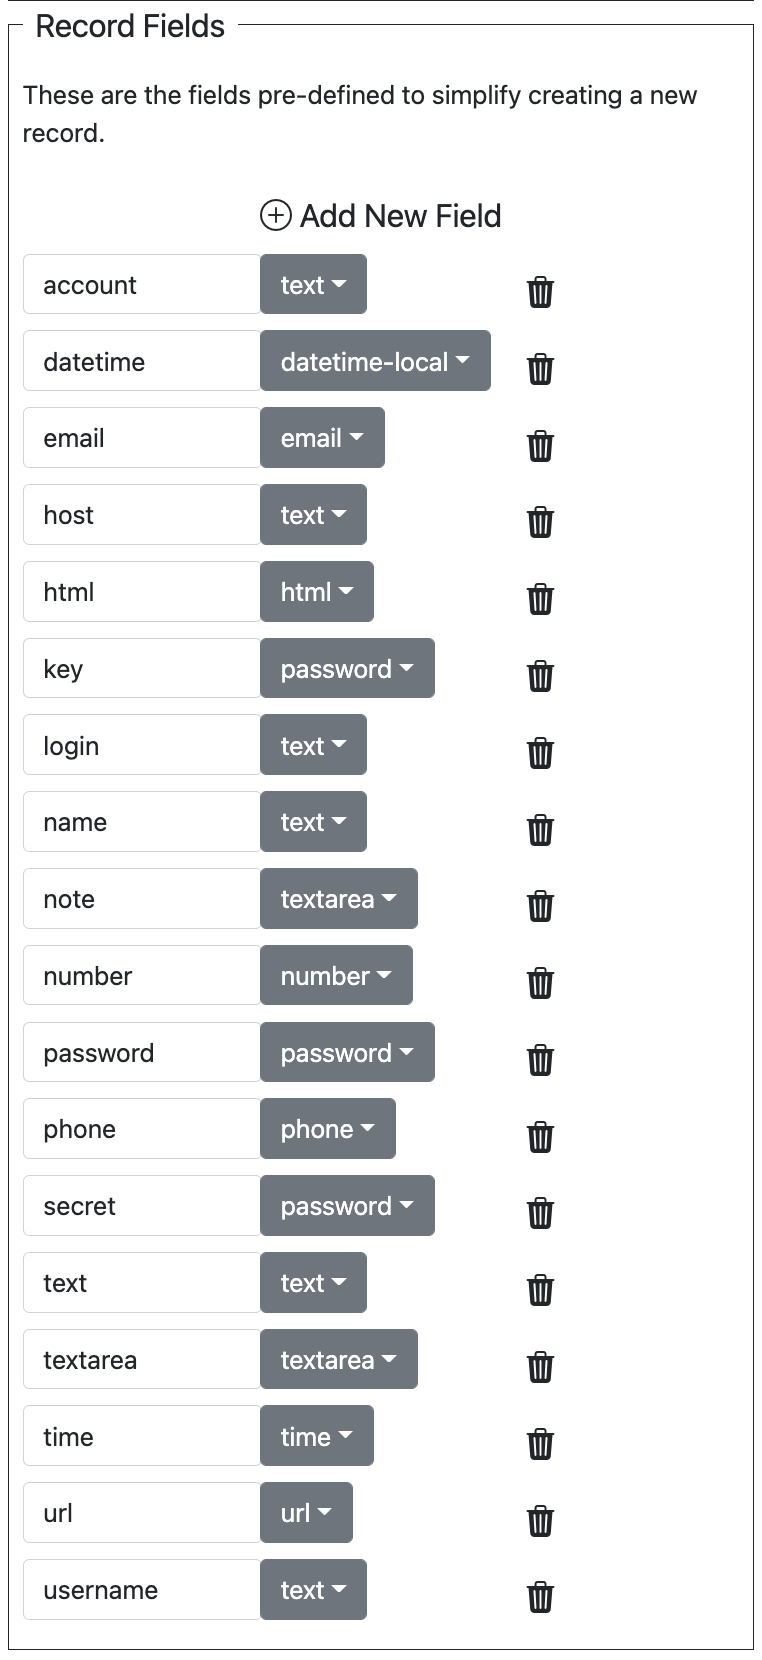 Record Fields
These are the fields pre-defined to simplify creating a new
record.
Add New Field
account text
datetime datetime-local
email email
host text
html html
key password
login text
name text
note textarea
number number
password password
phone phone
secret password
text text
textarea textarea
time time
url url
username text